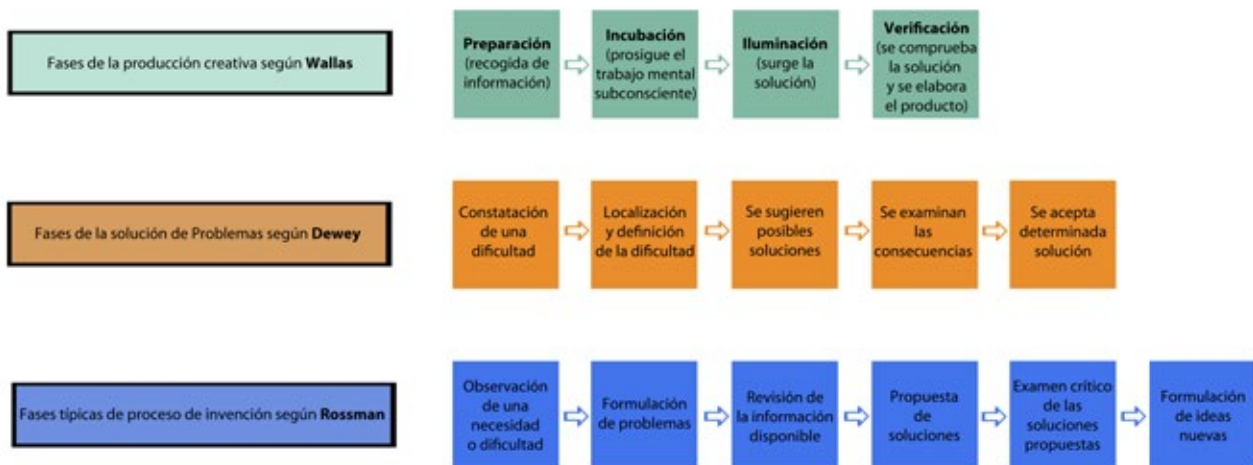 Fases de la producción creativa según Wallas
Preparación
(recogida de
información)
Incubación
(prosigue el
trabajo mental
subconsciente)
Iluminación
(surge la
solución)
Verificación
(se comprueba
la solución
y se elabora
el producto)
Fases de la solución de Problemas según Dewey
Constatación
de una
dificultad
Localización
y definición
de la dificultad
Se sugieren
posibles
soluciones
Se examinan
las
consecuencias
Se acepta
determinada
solución
Fases típicas de proceso de invención según Rossman
Observación
de una
necesidad
o dificultad
Formulación
de problemas
Revisión de
la información
disponible
Propuesta
de
soluciones
Examen crítico
de las
soluciones
propuestas
Formulación
de ideas
nuevas